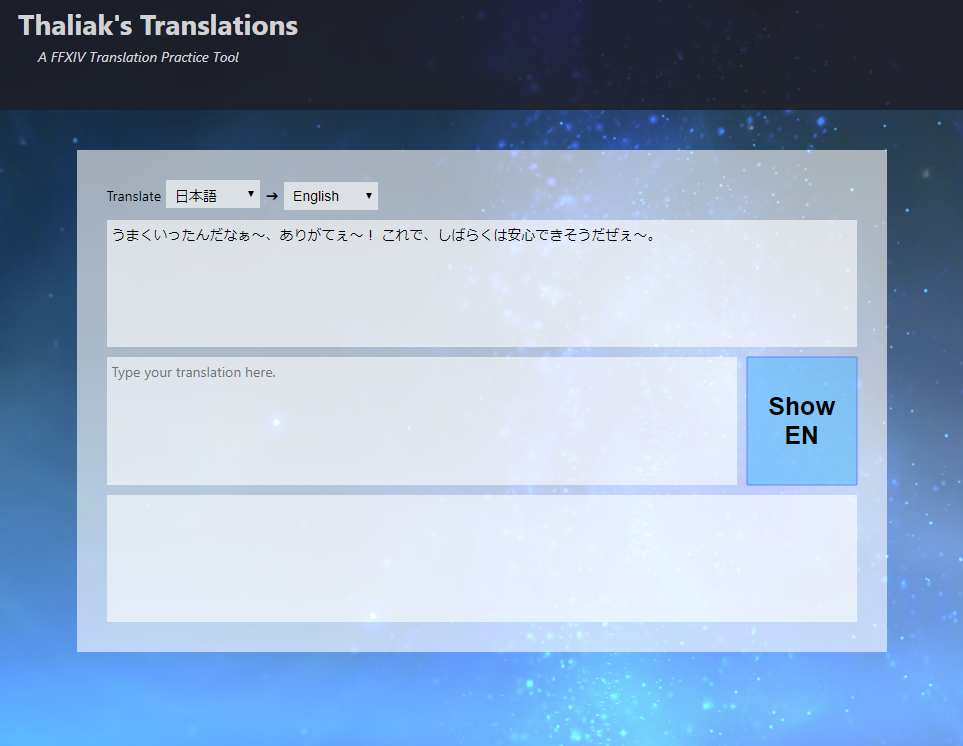 Thaliak's Translations
A FFXIV Translation Practice Tool
Translate 日本語 ➔ English
うまくいったんだなぁ～、ありがてぇ～！ これで、しばらくは安心できそうだぜぇ～。
Type your translation here.
Show
EN